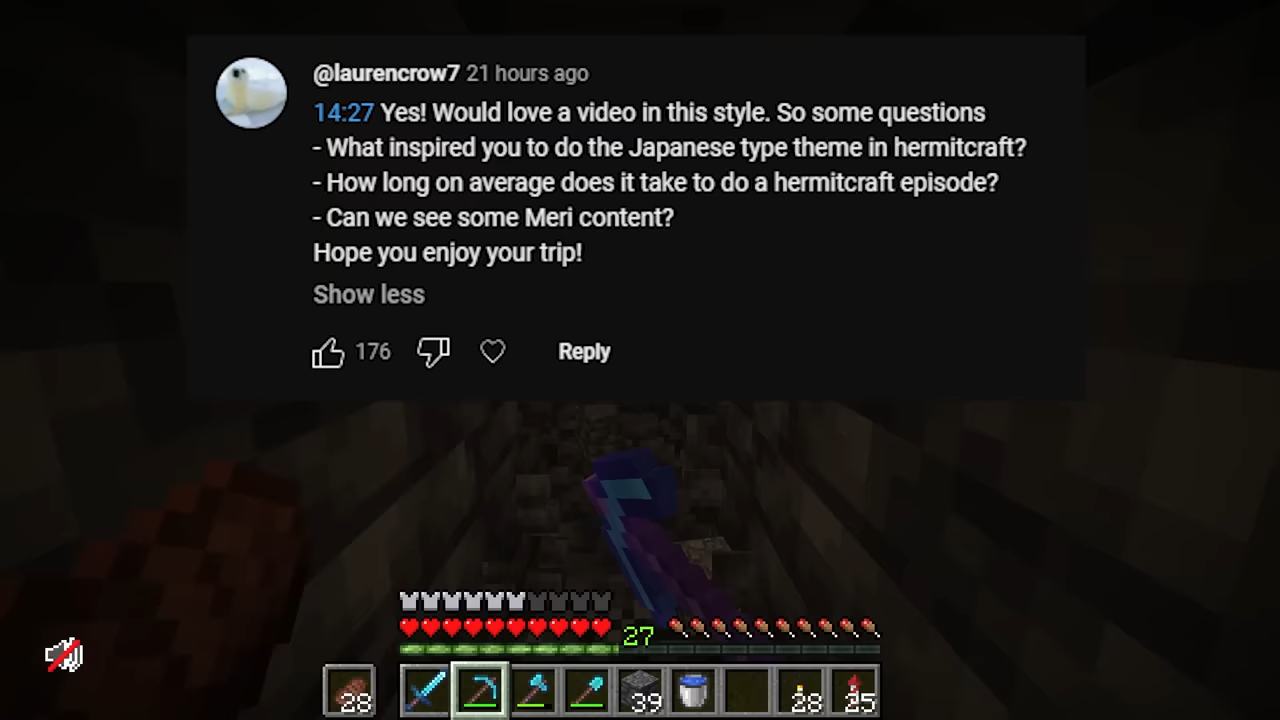 @laurencrow7 21 hours ago
14:27 Yes! Would love a video in this style. So some questions
- What inspired you to do the Japanese type theme in hermitcraft?
- How long on average does it take to do a hermitcraft episode?
- Can we see some Meri content?
Hope you enjoy your trip!
Show less
176 Reply
27
28 39 28 25